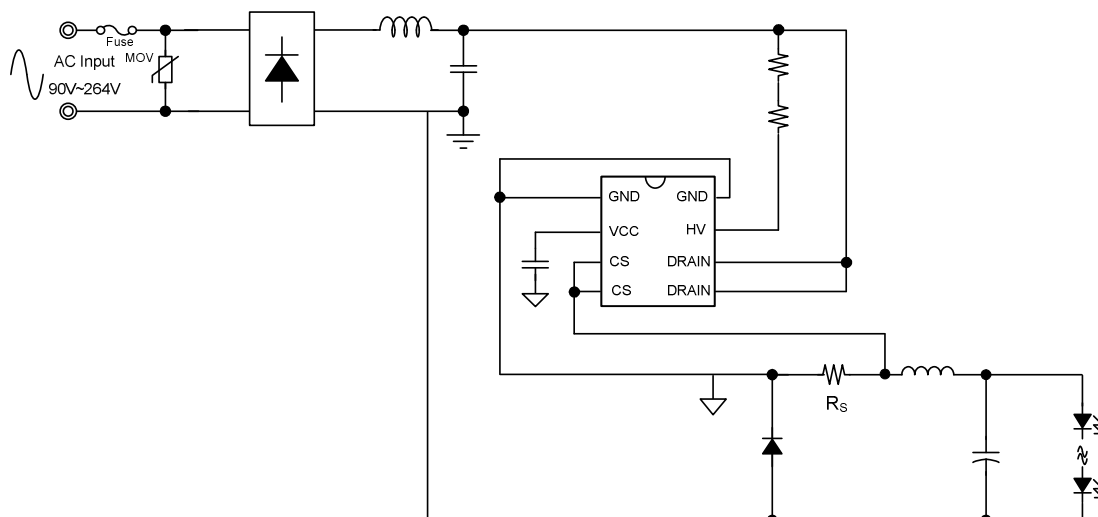 Fuse
AC Input
MOV
90V~264V
GND
GND
VCC
HV
CS
DRAIN
CS
DRAIN
RS